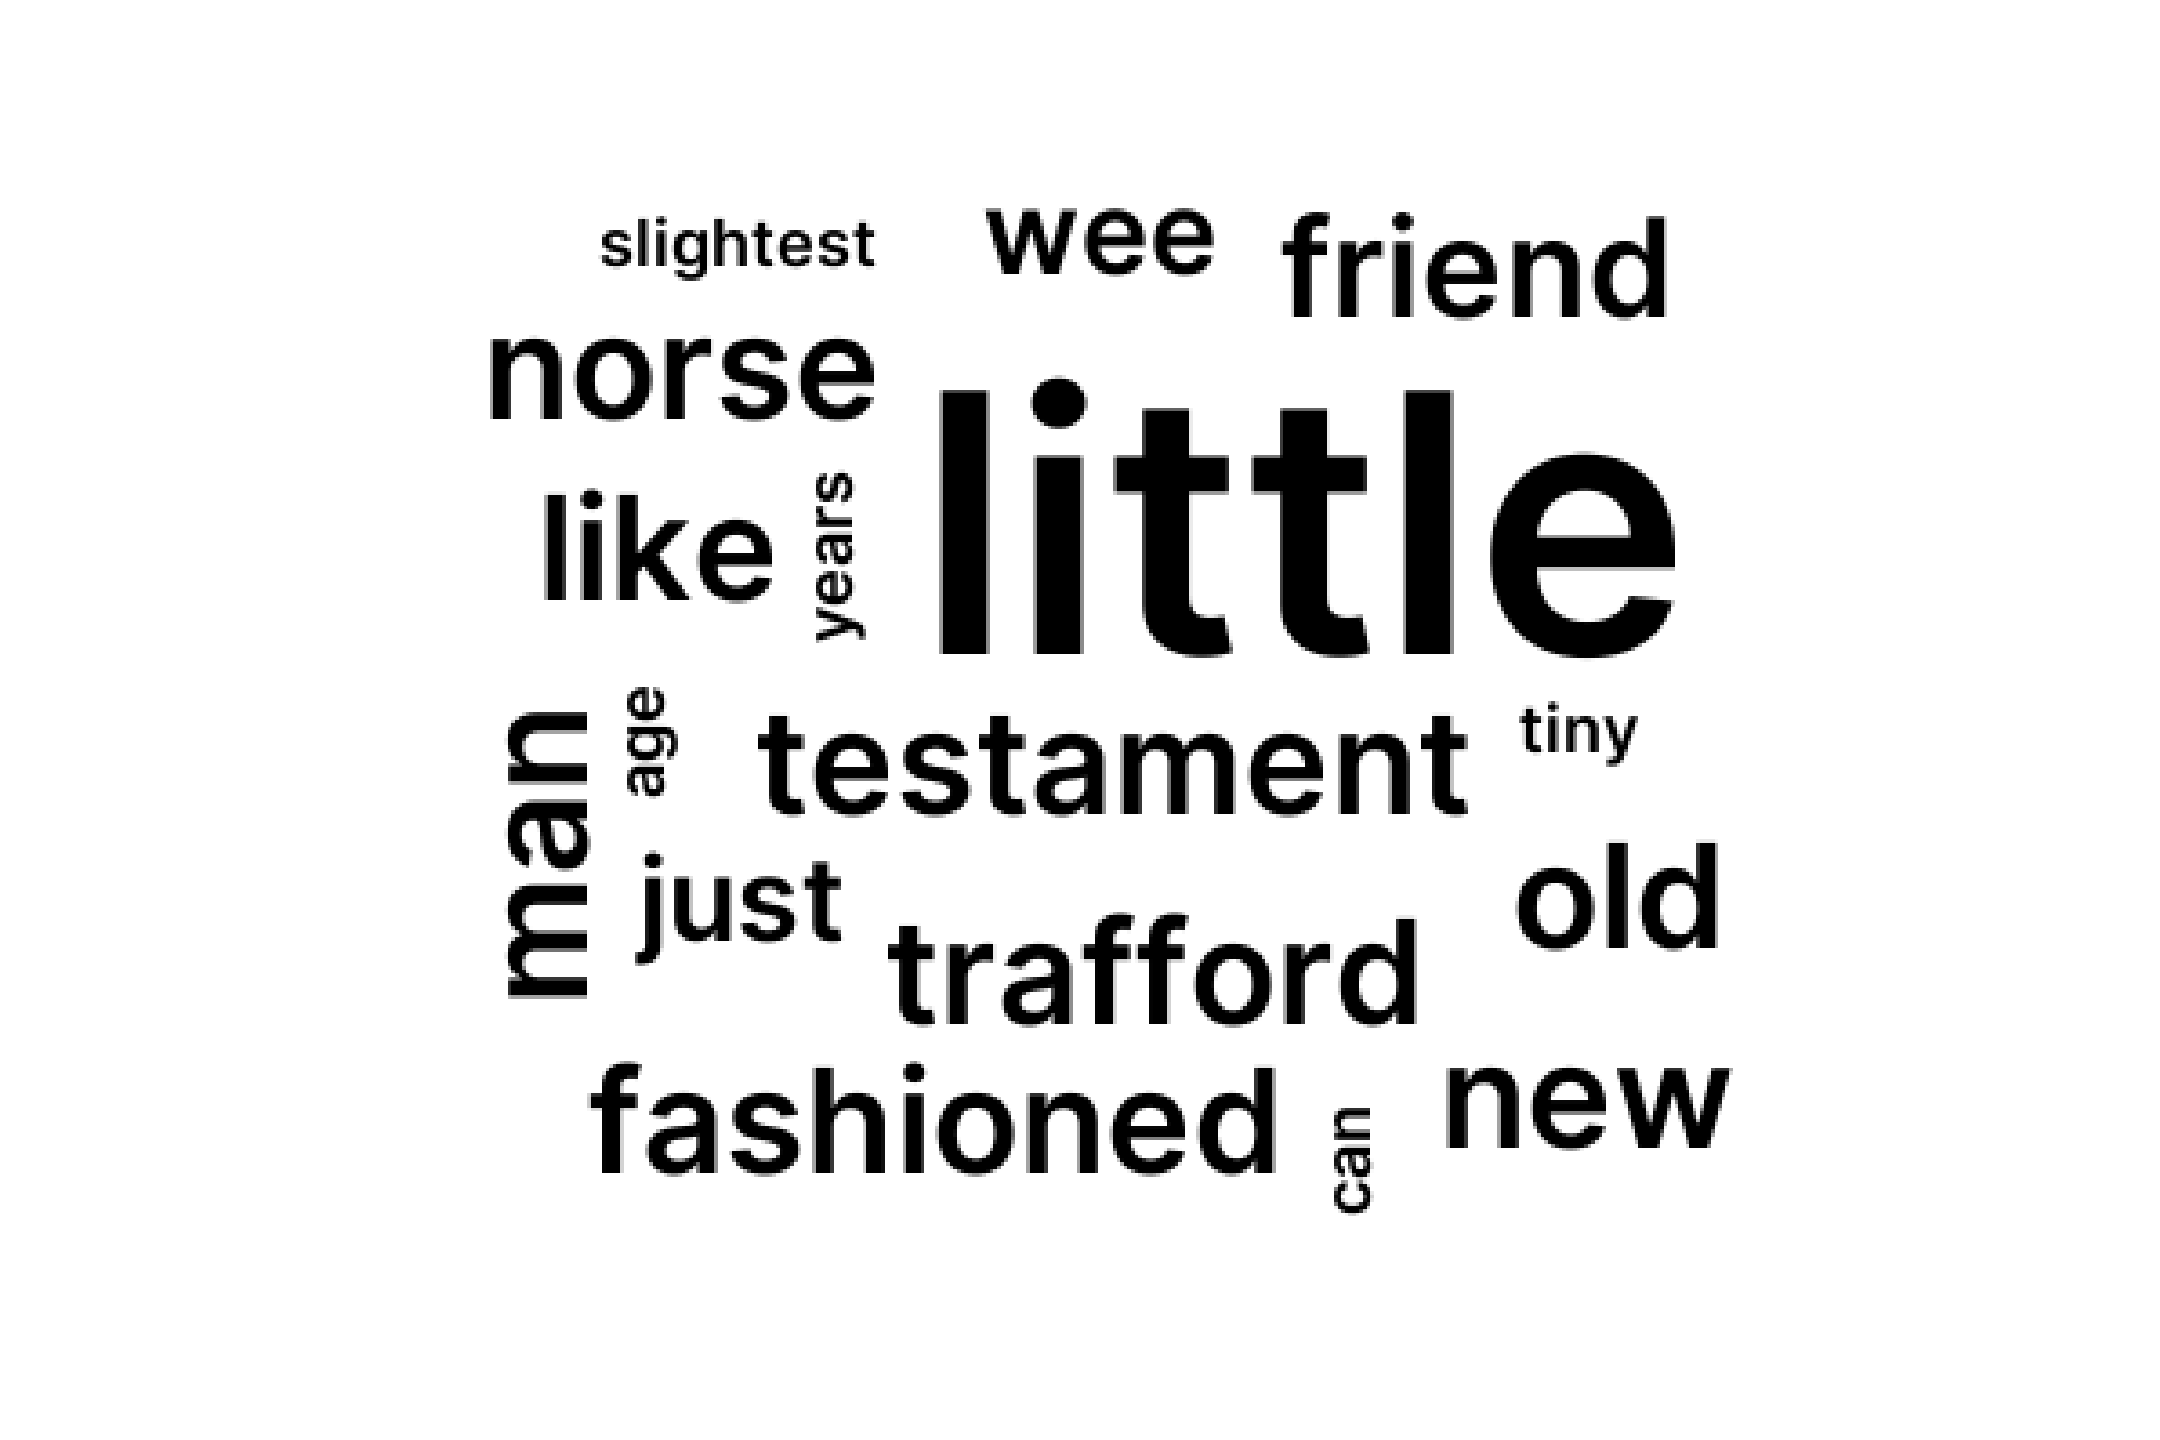 slightest
wee
friend
norse
little
like
years
man
age
testament
tiny
just
old
trafford
fashioned
can
new